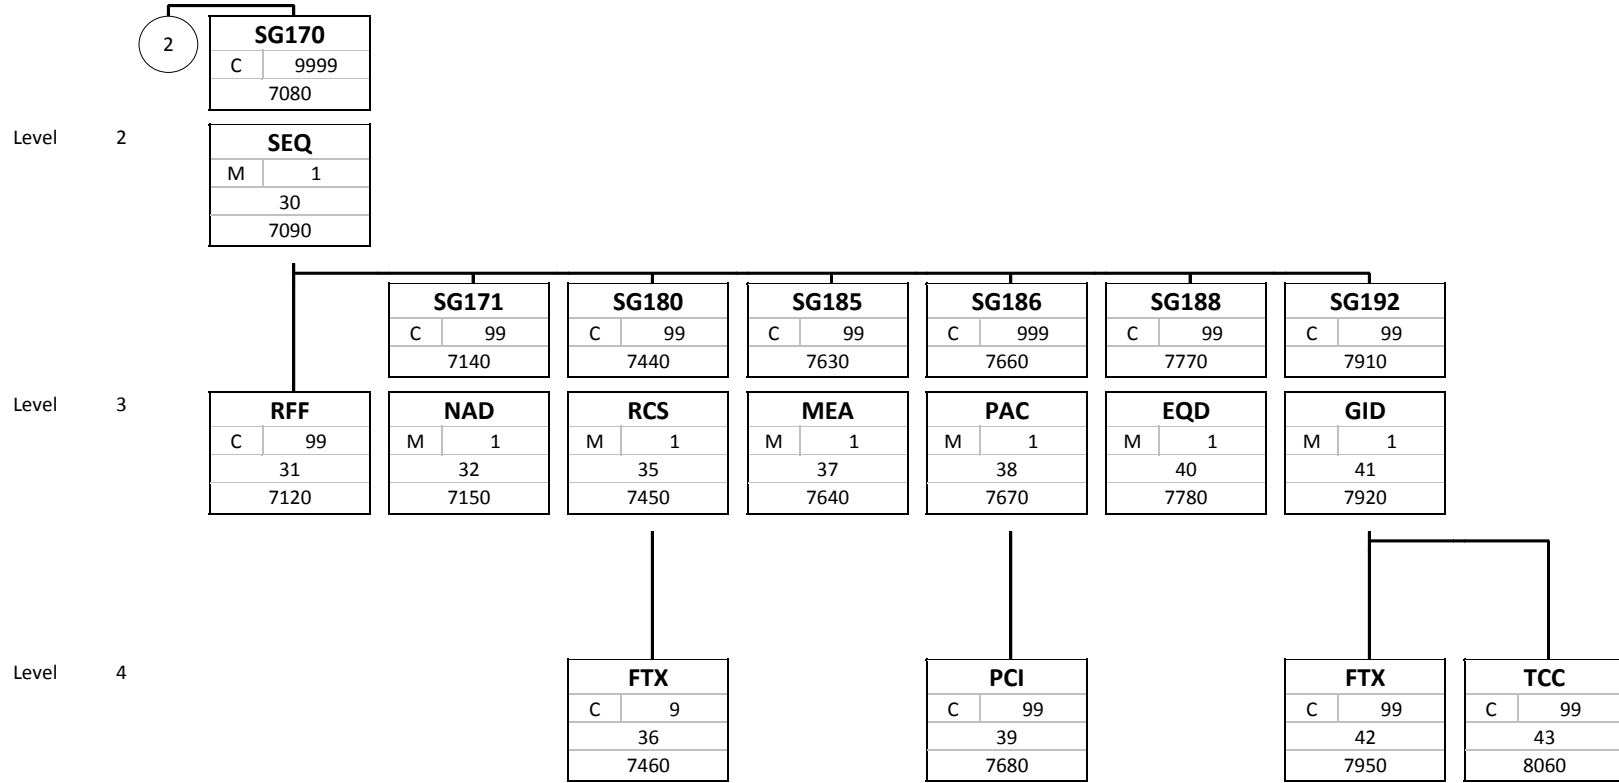 2
SG170
C 9999
7080
Level 2
SEQ
M 1
30
7090
SG171 SG180 SG185 SG186 SG188 SG192
C 99 C 99 C 99 C 999 C 99 C 99
7140 7440 7630 7660 7770 7910
Level 3
RFF NAD RCS MEA PAC EQD GID
C 99 M 1 M 1 M 1 M 1 M 1 M 1
31 32 35 37 38 40 41
7120 7150 7450 7640 7670 7780 7920
Level 4
FTX PCI FTX TCC
C 9 C 99 C 99 C 99
36 39 42 43
7460 7680 7950 8060